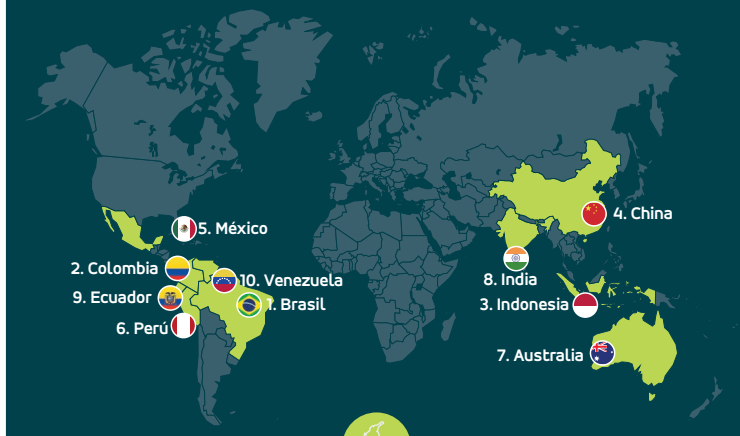 4. China
5. México
2. Colombia
10. Venezuela
8. India
9. Ecuador
1. Brasil
3. Indonesia
6. Perú
7. Australia